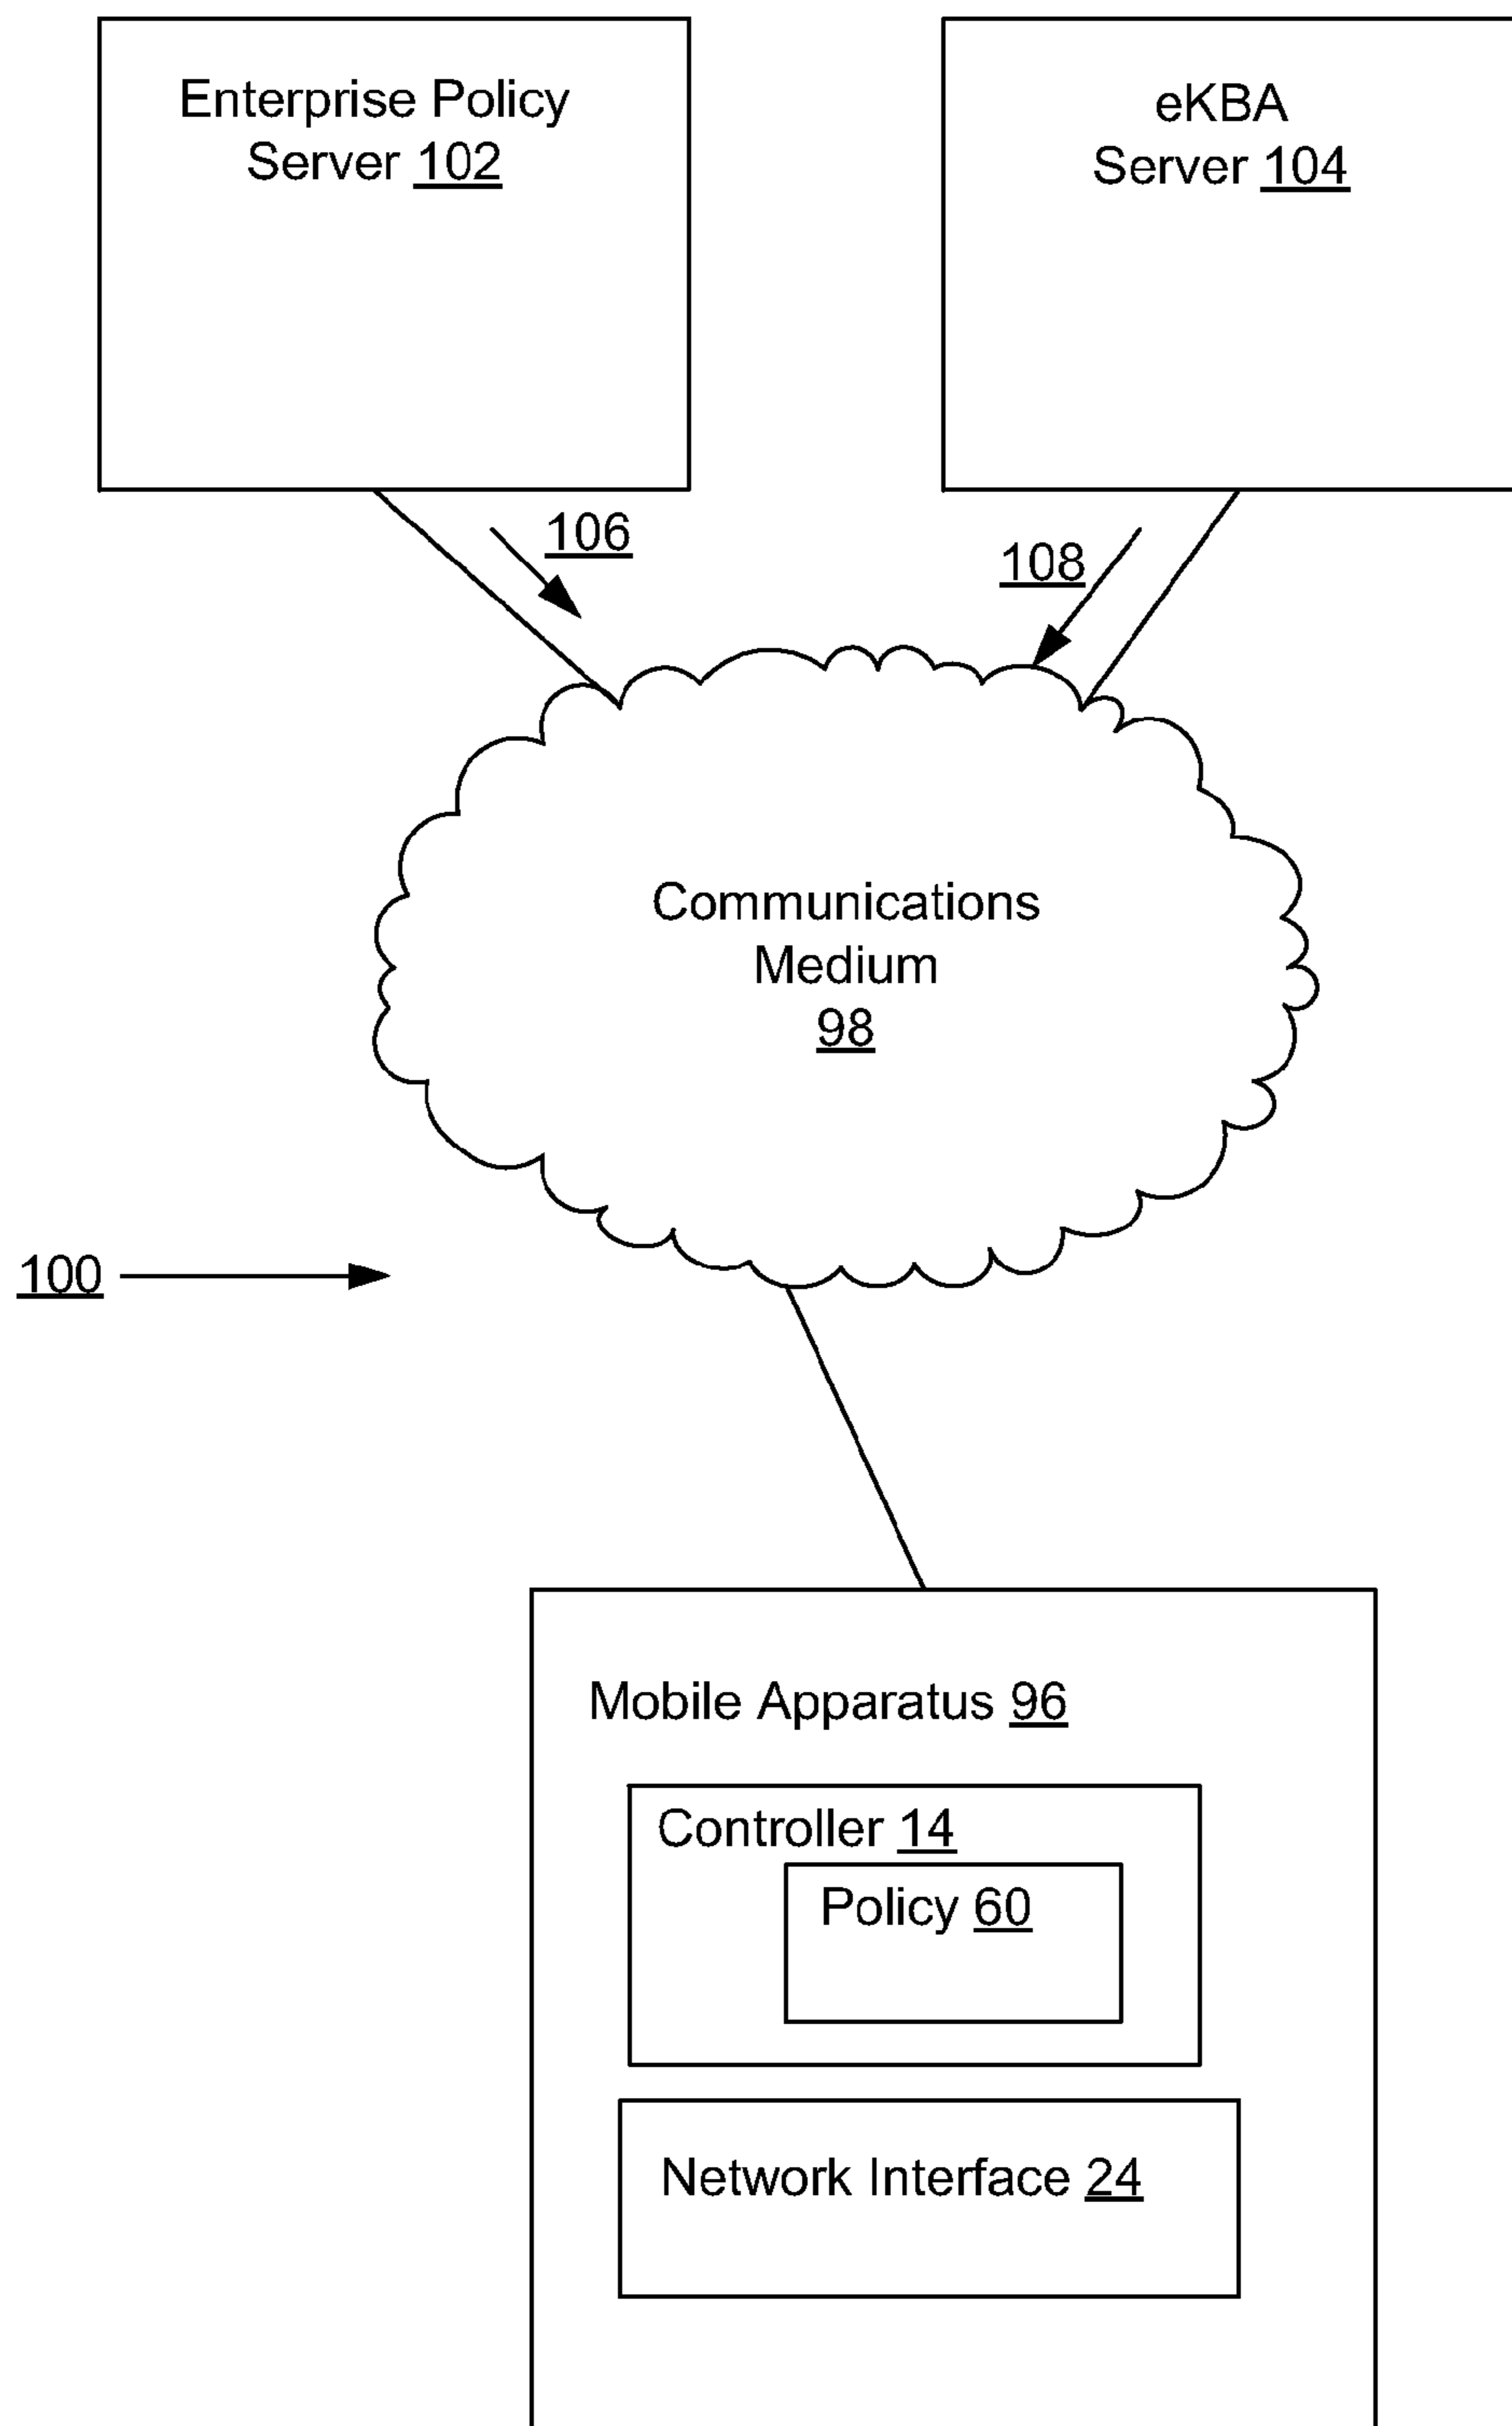 Enterprise Policy
Server 102
eKBA
Server 104
106
108
Communications
Medium
98
100
Mobile Apparatus 96
Controller 14
Policy 60
Network Interface 24